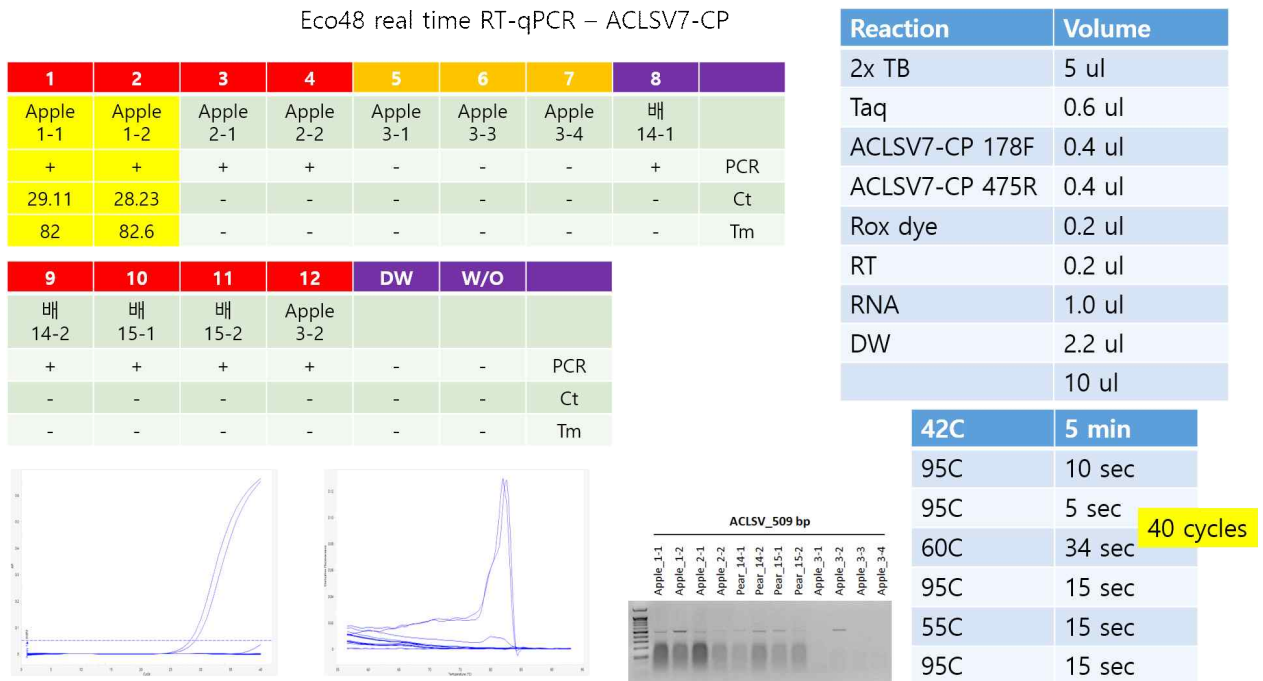 Eco48 real time RT-qPCR – ACLSV7-CP
1 2 3 4 5 6 7 8
Apple 1-1 Apple 1-2 Apple 2-1 Apple 2-2 Apple 3-1 Apple 3-3 Apple 3-4 배 14-1
+ + + + - - - + PCR
29.11 28.23 - - - - - - Ct
82 82.6 - - - - - - Tm
9 10 11 12 DW W/O
배 14-2 배 15-1 배 15-2 Apple 3-2
+ + + + - - PCR
- - - - - - Ct
- - - - - - Tm
Reaction Volume
2x TB 5 ul
Taq 0.6 ul
ACLSV7-CP 178F 0.4 ul
ACLSV7-CP 475R 0.4 ul
Rox dye 0.2 ul
RT 0.2 ul
RNA 1.0 ul
DW 2.2 ul
10 ul
42C 5 min
95C 10 sec
95C 5 sec
60C 34 sec
40 cycles
95C 15 sec
55C 15 sec
95C 15 sec
ACLSV_509 bp
Apple_1-1
Apple_1-2
Apple_2-1
Apple_2-2
Pear_14-1
Pear_14-2
Pear_15-1
Pear_15-2
Apple_3-1
Apple_3-2
Apple_3-3
Apple_3-4